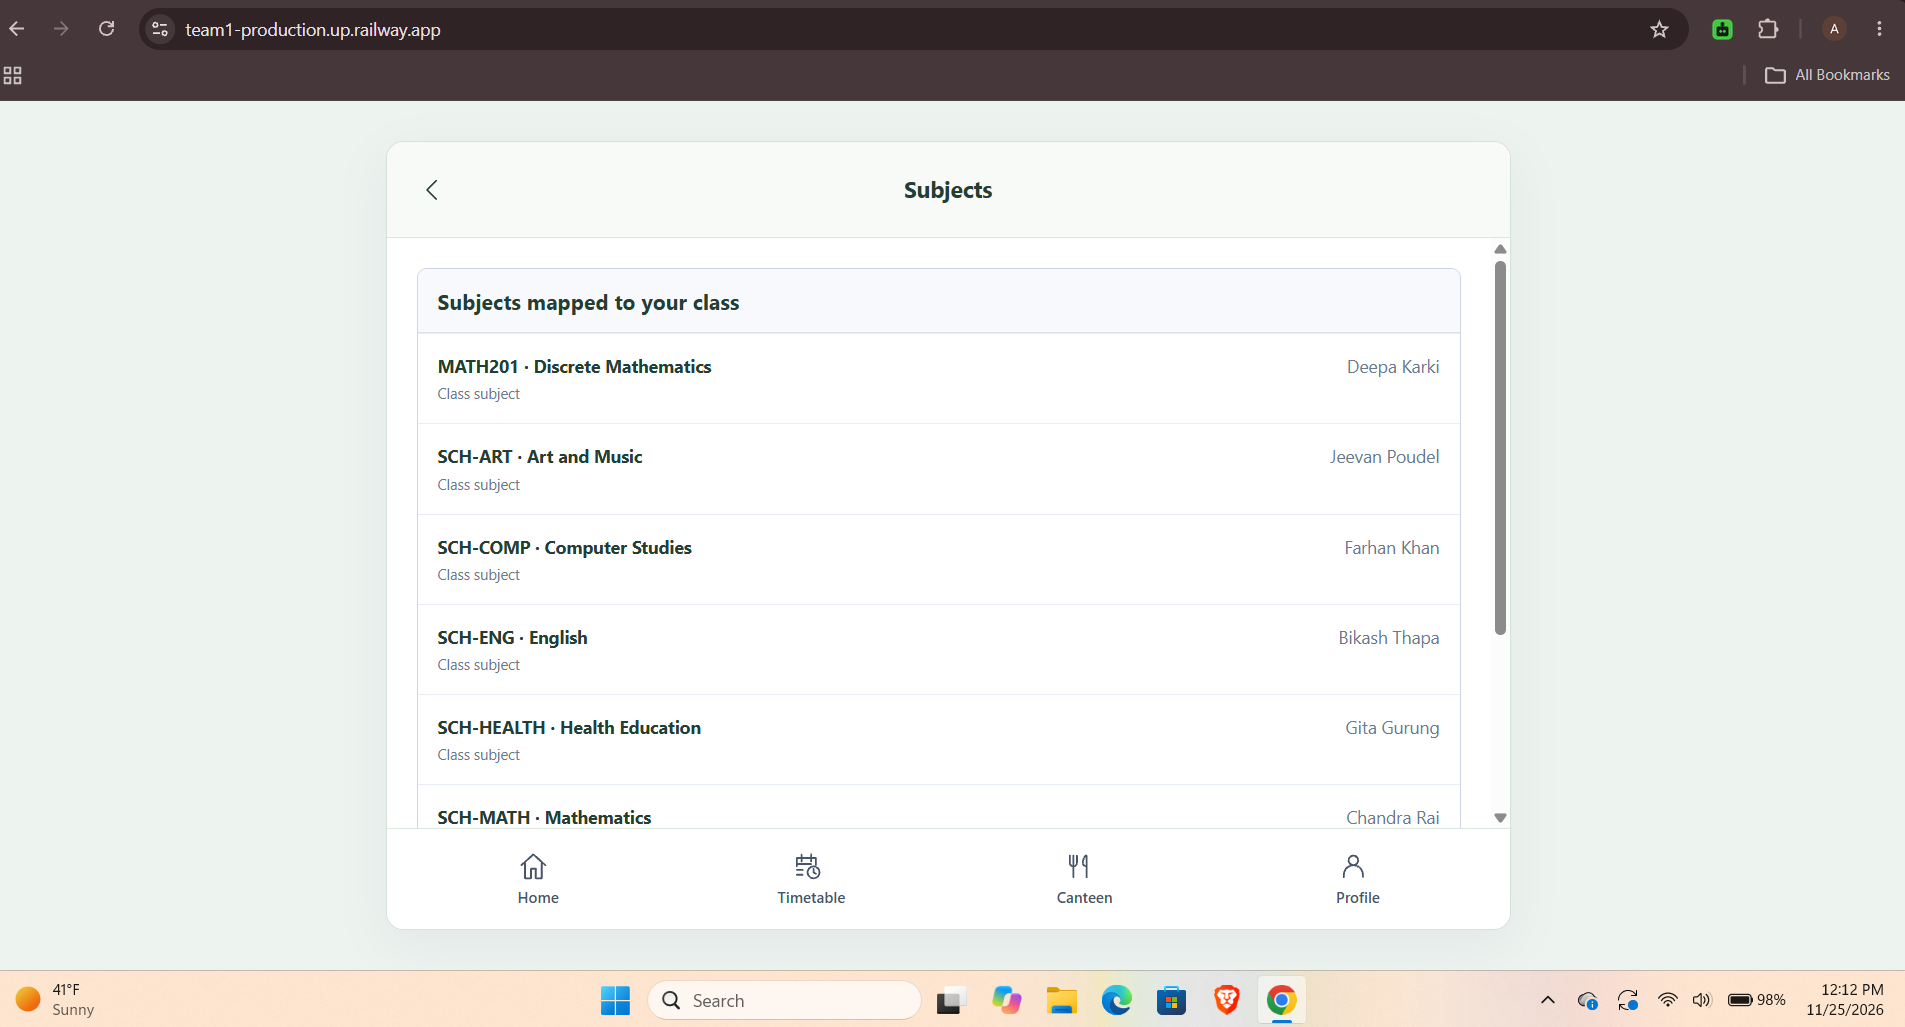 team1-production.up.railway.app
A
All Bookmarks
Subjects
Subjects mapped to your class
MATH201 · Discrete Mathematics
Deepa Karki
Class subject
SCH-ART · Art and Music
Jeevan Poudel
Class subject
SCH-COMP · Computer Studies
Farhan Khan
Class subject
SCH-ENG · English
Bikash Thapa
Class subject
SCH-HEALTH · Health Education
Gita Gurung
Class subject
SCH-MATH · Mathematics
Chandra Rai
Home
Timetable
Canteen
Profile
41°F
Sunny
Search
98%
12:12 PM
11/25/2026